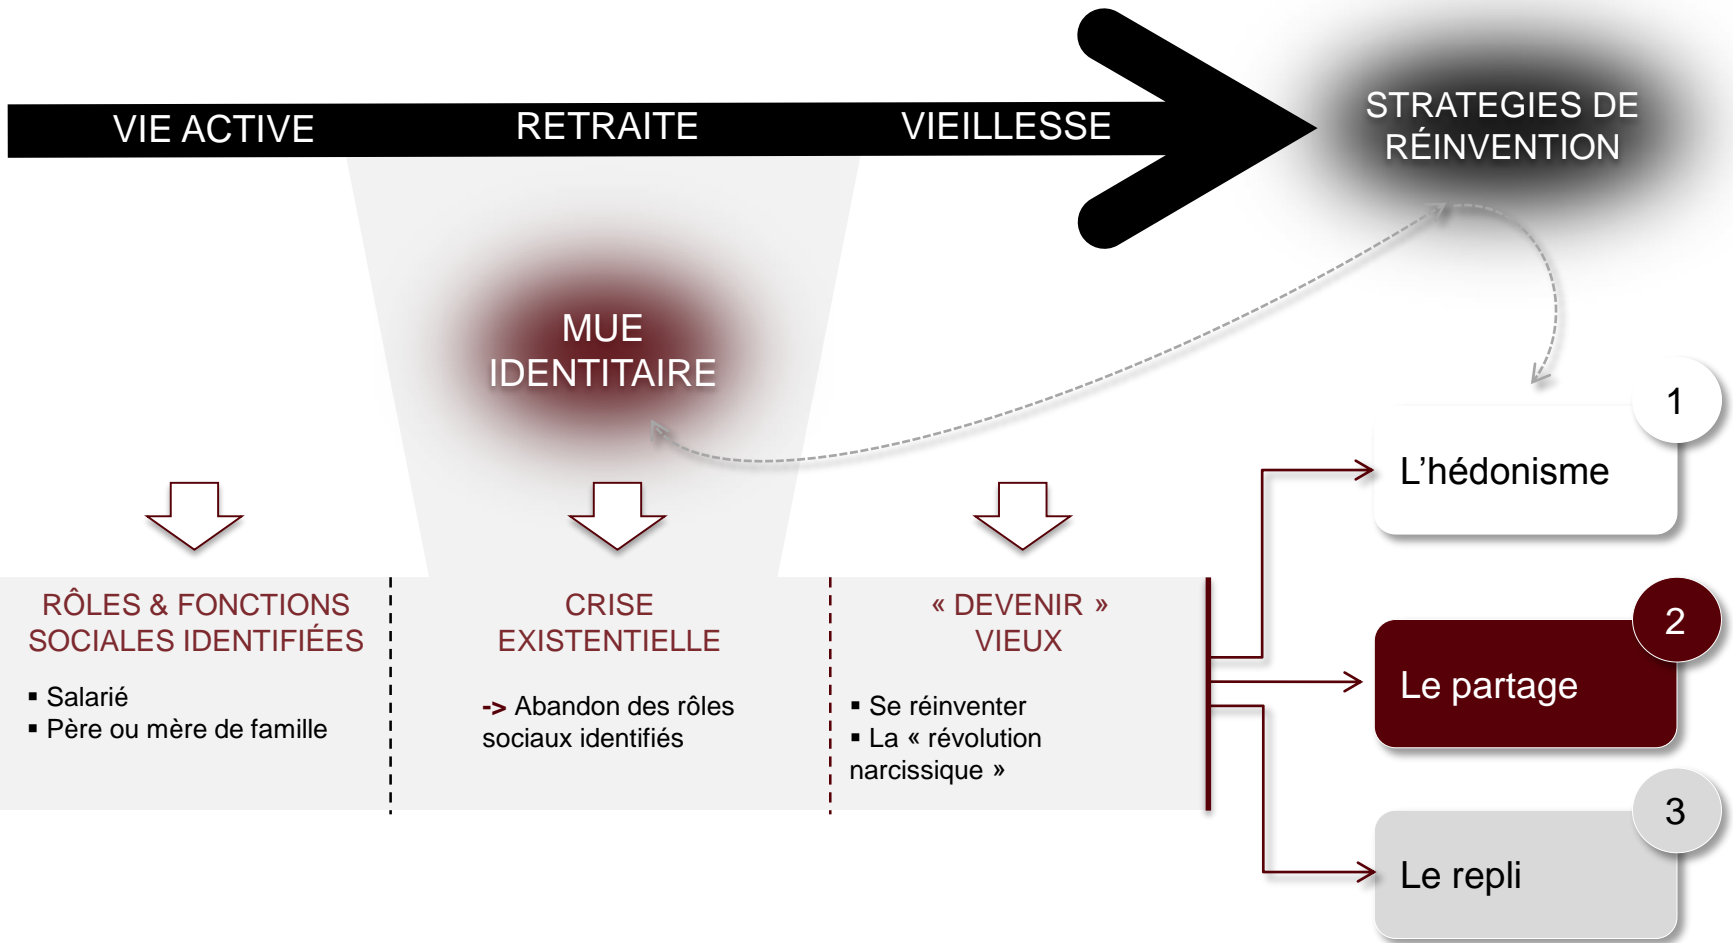 VIE ACTIVE
RETRAITE
VIEILLESSE
STRATEGIES DE
RÉINVENTION
MUE
IDENTITAIRE
RÔLES & FONCTIONS
SOCIALES IDENTIFIÉES
▪ Salarié
▪ Père ou mère de famille
CRISE
EXISTENTIELLE
-> Abandon des rôles
sociaux identifiés
« DEVENIR »
VIEUX
▪ Se réinventer
▪ La « révolution
narcissique »
1
L’hédonisme
2
Le partage
3
Le repli